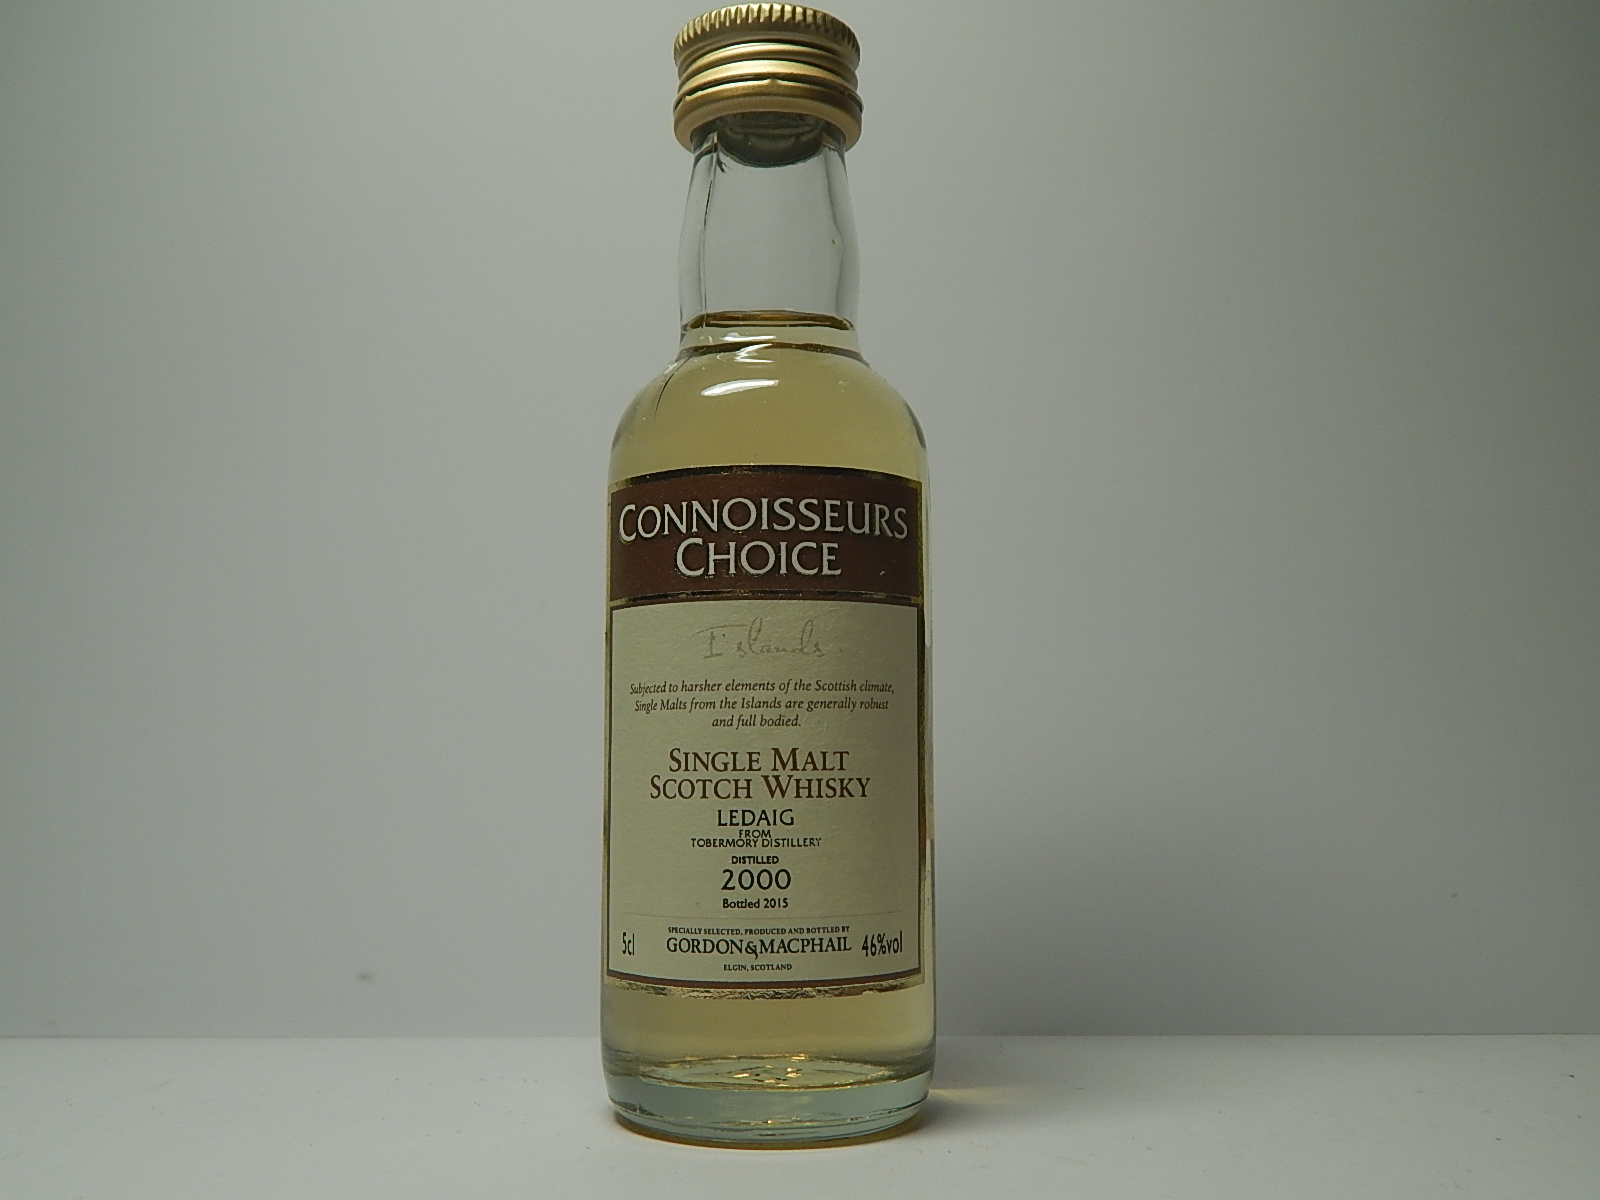 CONNOISSEURS
CHOICE
Islands
Subjected to harsher elements of the Scottish climate,
Single Malts from the Islands are generally robust
and full bodied.
SINGLE MALT
SCOTCH WHISKY
LEDAIG
FROM
TOBERMORY DISTILLERY
DISTILLED
2000
Bottled 2015
SPECIALLY SELECTED, PRODUCED AND BOTTLED BY
5cl GORDON&MACPHAIL 46%vol
ELGIN, SCOTLAND